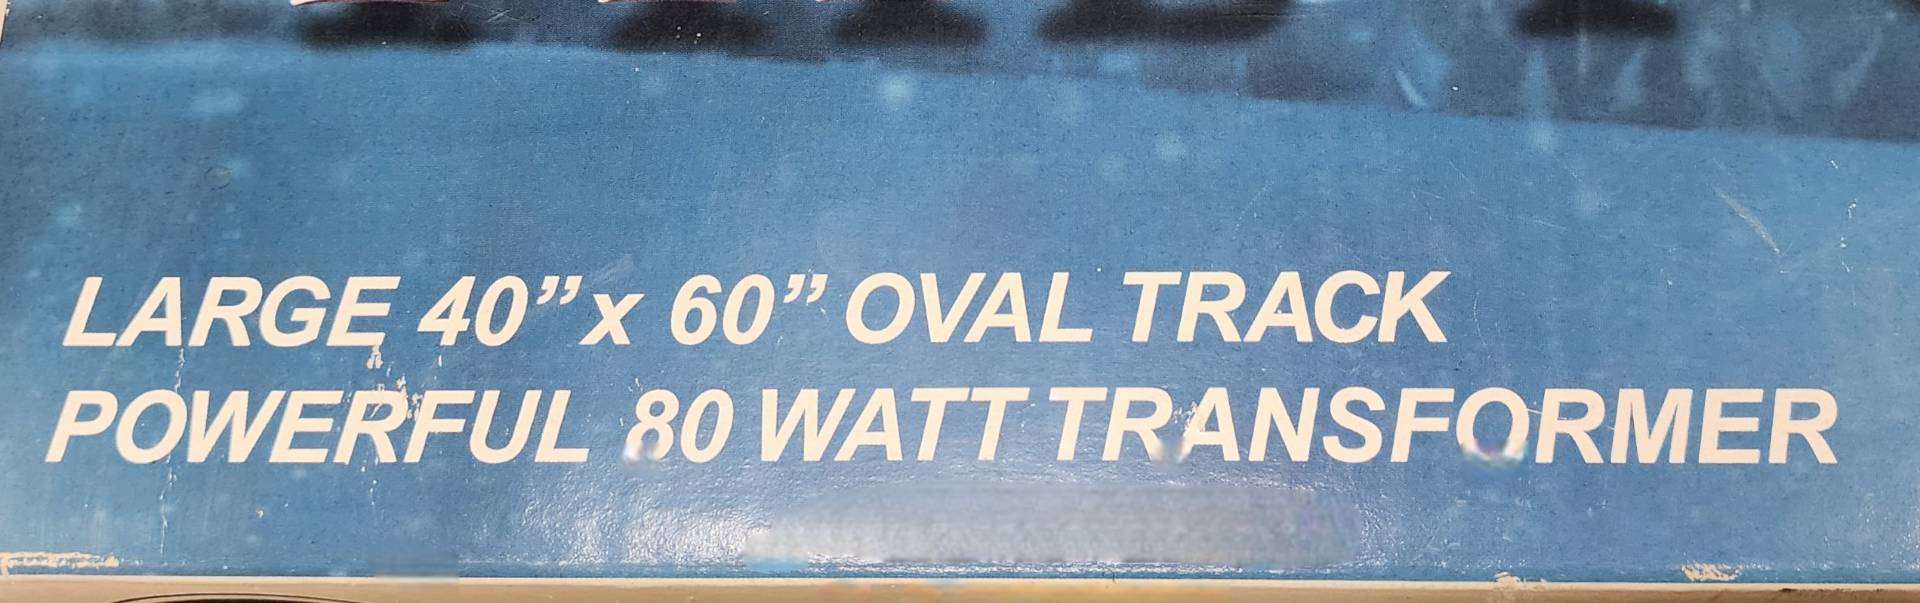 LARGE 40” x 60” OVAL TRACK
POWERFUL 80 WATT TRANSFORMER